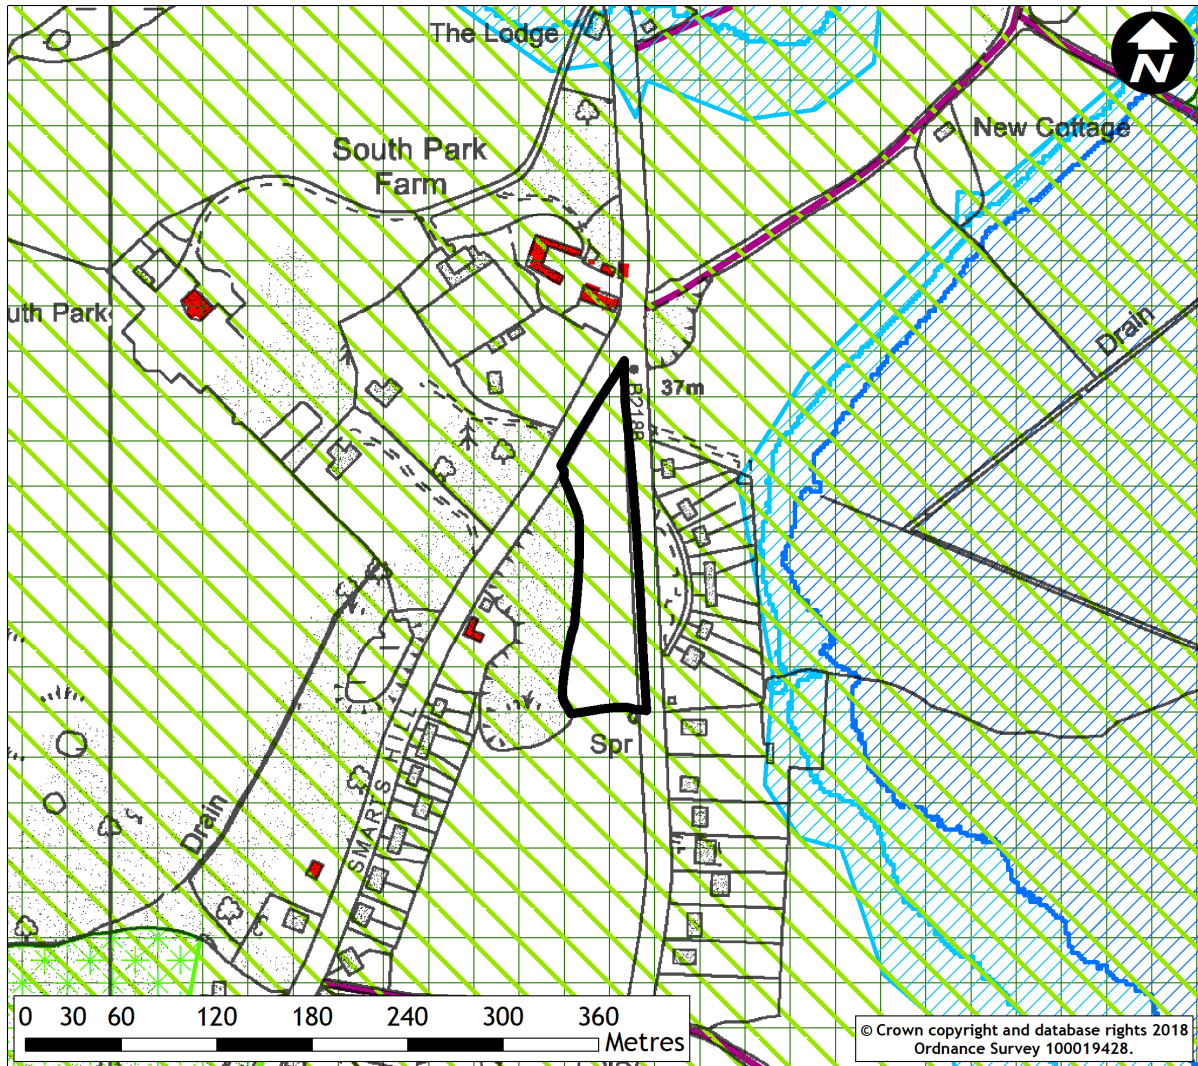 The Lodge
N
New Cottage
South Park
Farm
uth Park
Drain
B2188
37m
Spr
SMARTS HILL
Drain
0 30 60 120 180 240 300 360
Metres
© Crown copyright and database rights 2018
Ordnance Survey 100019428.